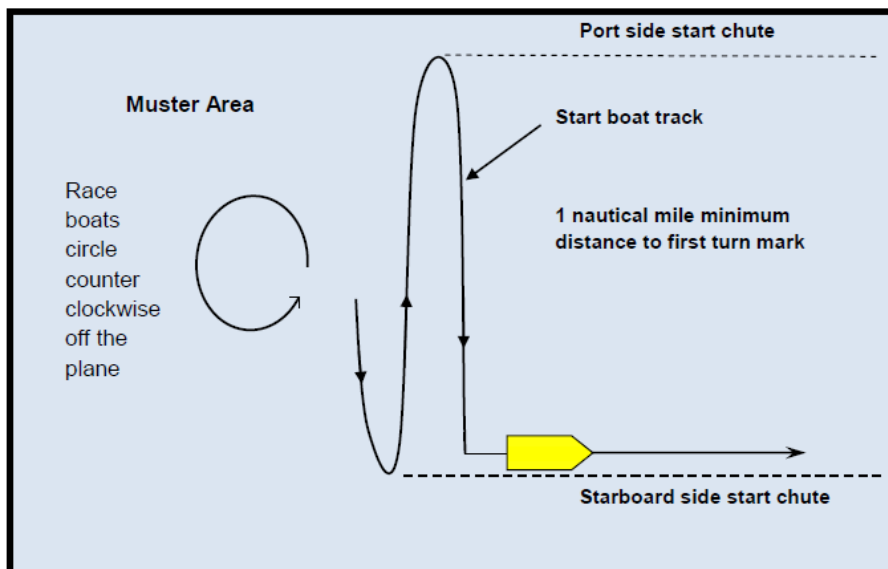 Port side start chute
Muster Area
Start boat track
Race
boats
circle
counter
clockwise
off the
plane
1 nautical mile minimum
distance to first turn mark
Starboard side start chute